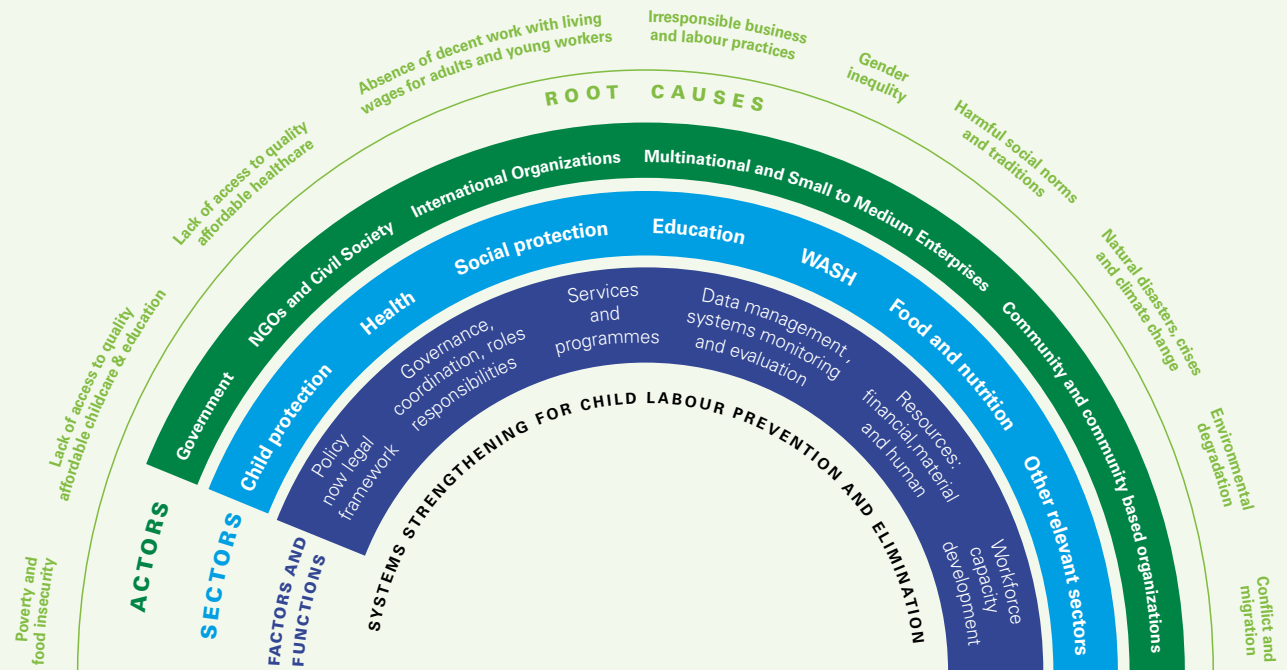 Poverty and
food insecurity
Lack of access to quality
affordable childcare & education
Lack of access to quality
affordable healthcare
Absence of decent work with living
wages for adults and young workers
Irresponsible business
and labour practices
Gender
inequlity
Harmful social norms
and traditions
Natural disasters, crises
and climate change
Environmental
degradation
Conflict and
migration
ROOT CAUSES
ACTORS
Government
NGOs and Civil Society
International Organizations
Multinational and Small to Medium Enterprises
Community and community based organizations
SECTORS
Child protection
Health
Social protection
Education
WASH
Food and nutrition
Other relevant sectors
FACTORS AND
FUNCTIONS
Policy
now legal
framework
Governance,
coordination, roles
responsibilities
Services
and
programmes
Data management,
systems monitoring
and evaluation
Resources:
financial,material
and human
Workforce
capacity
development
SYSTEMS STRENGTHENING FOR CHILD LABOUR PREVENTION AND ELIMINATION